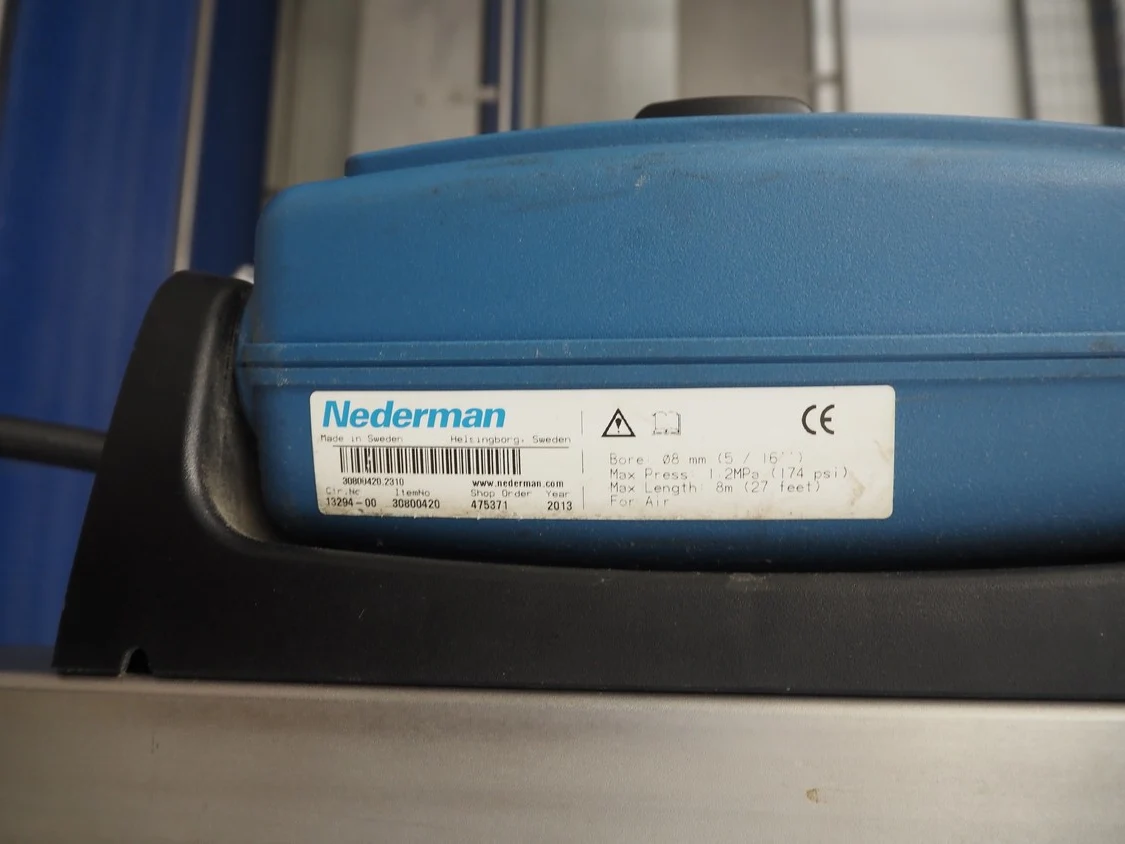 Nederman
Made in Sweden Helsingborg, Sweden
30800420.2310 www.nederman.com
Clr.Nr ItemNo Shop Order Year
13294-00 30800420 475371 2013
CE
Bore: Ø8 mm (5 / 16'')
Max Press: 1.2MPa (174 psi)
Max Length: 8m (27 feet)
For Air